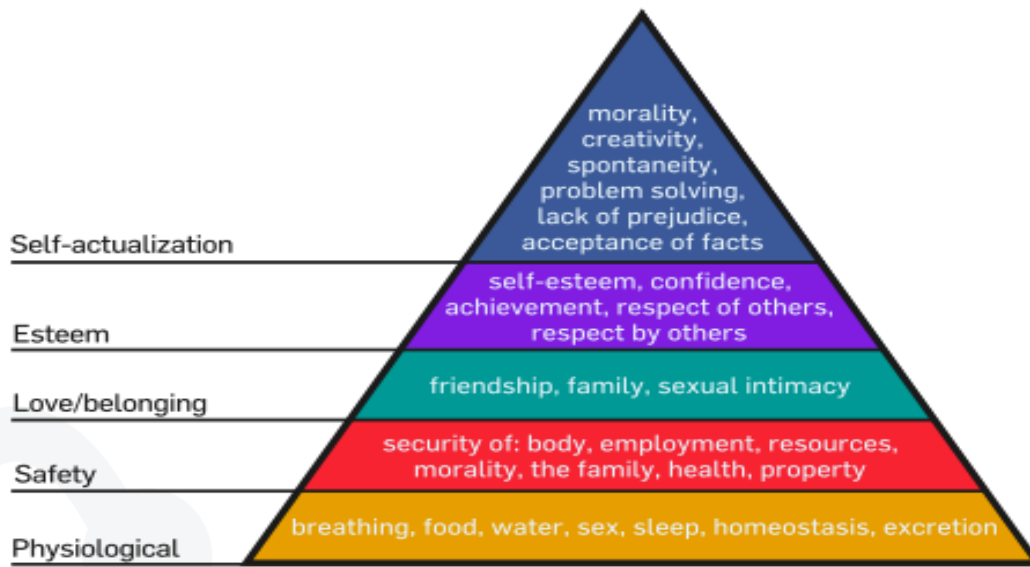 morality,
creativity,
spontaneity,
problem solving,
lack of prejudice,
acceptance of facts
Self-actualization
self-esteem, confidence,
achievement, respect of others,
respect by others
Esteem
friendship, family, sexual intimacy
Love/belonging
security of: body, employment, resources,
morality, the family, health, property
Safety
breathing, food, water, sex, sleep, homeostasis, excretion
Physiological